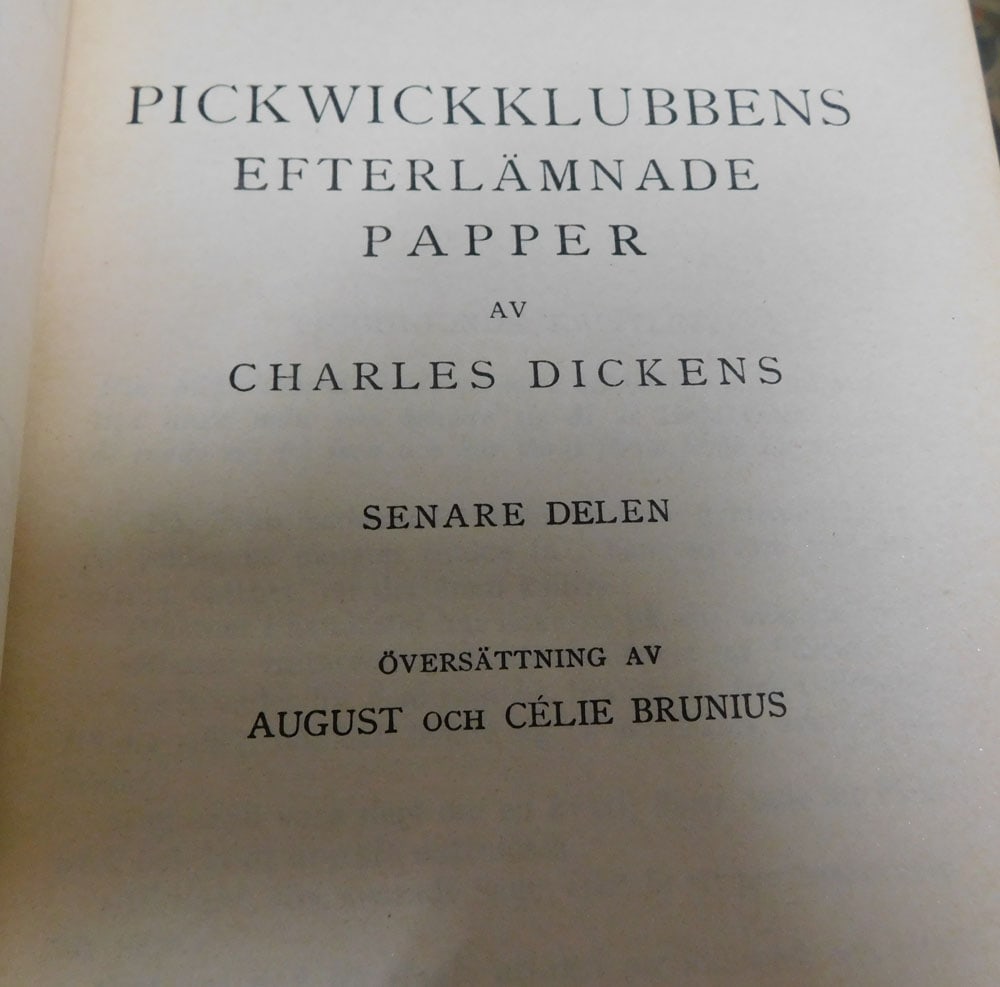 PICKWICKKLUBBENS
EFTERLÄMNADE
PAPPER
AV
CHARLES DICKENS
SENARE DELEN
ÖVERSÄTTNING AV
AUGUST OCH CÉLIE BRUNIUS